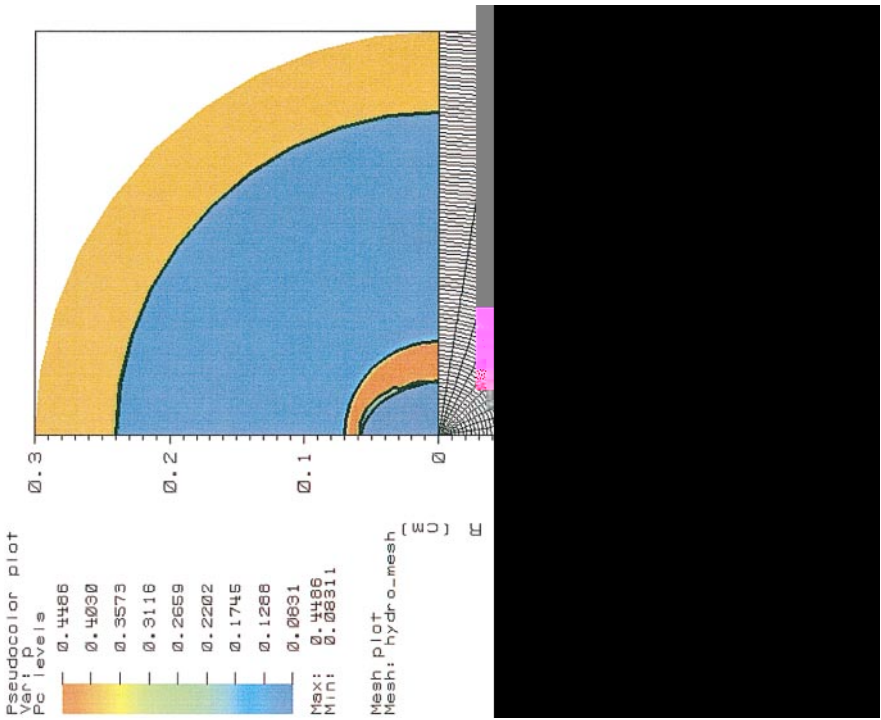 Pseudocolor plot
Var: p
Pc levels
0.4486
0.4030
0.3573
0.3116
0.2659
0.2202
0.1745
0.1288
0.0831
Max: 0.4486
Min: 0.08311
Mesh plot
Mesh: hydro_mesh
0.3
0.2
0.1
0